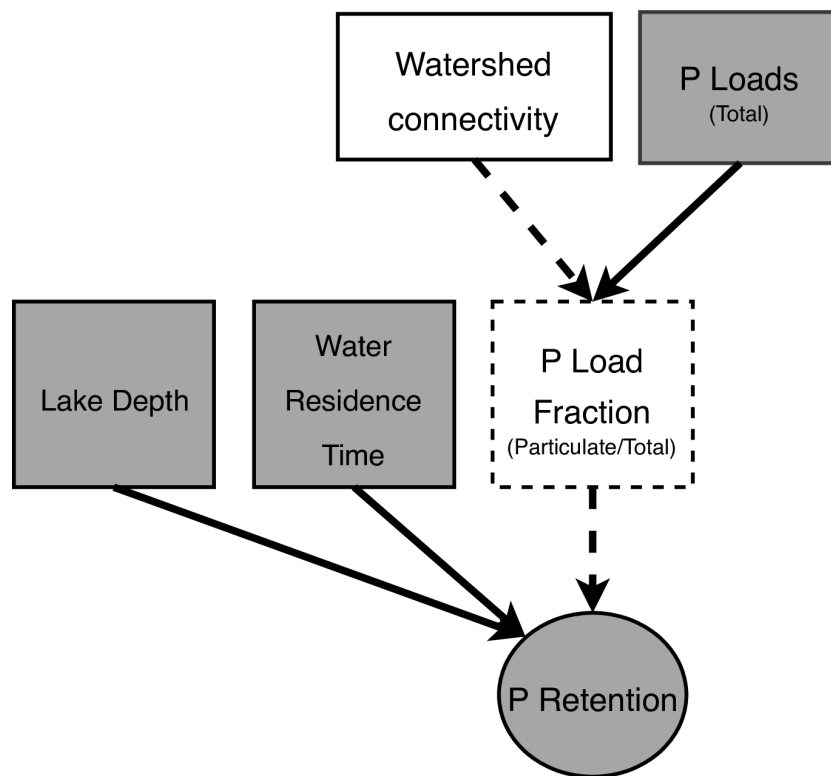 Watershed
connectivity
P Loads
(Total)
Lake Depth
Water
Residence
Time
P Load
Fraction
(Particulate/Total)
P Retention